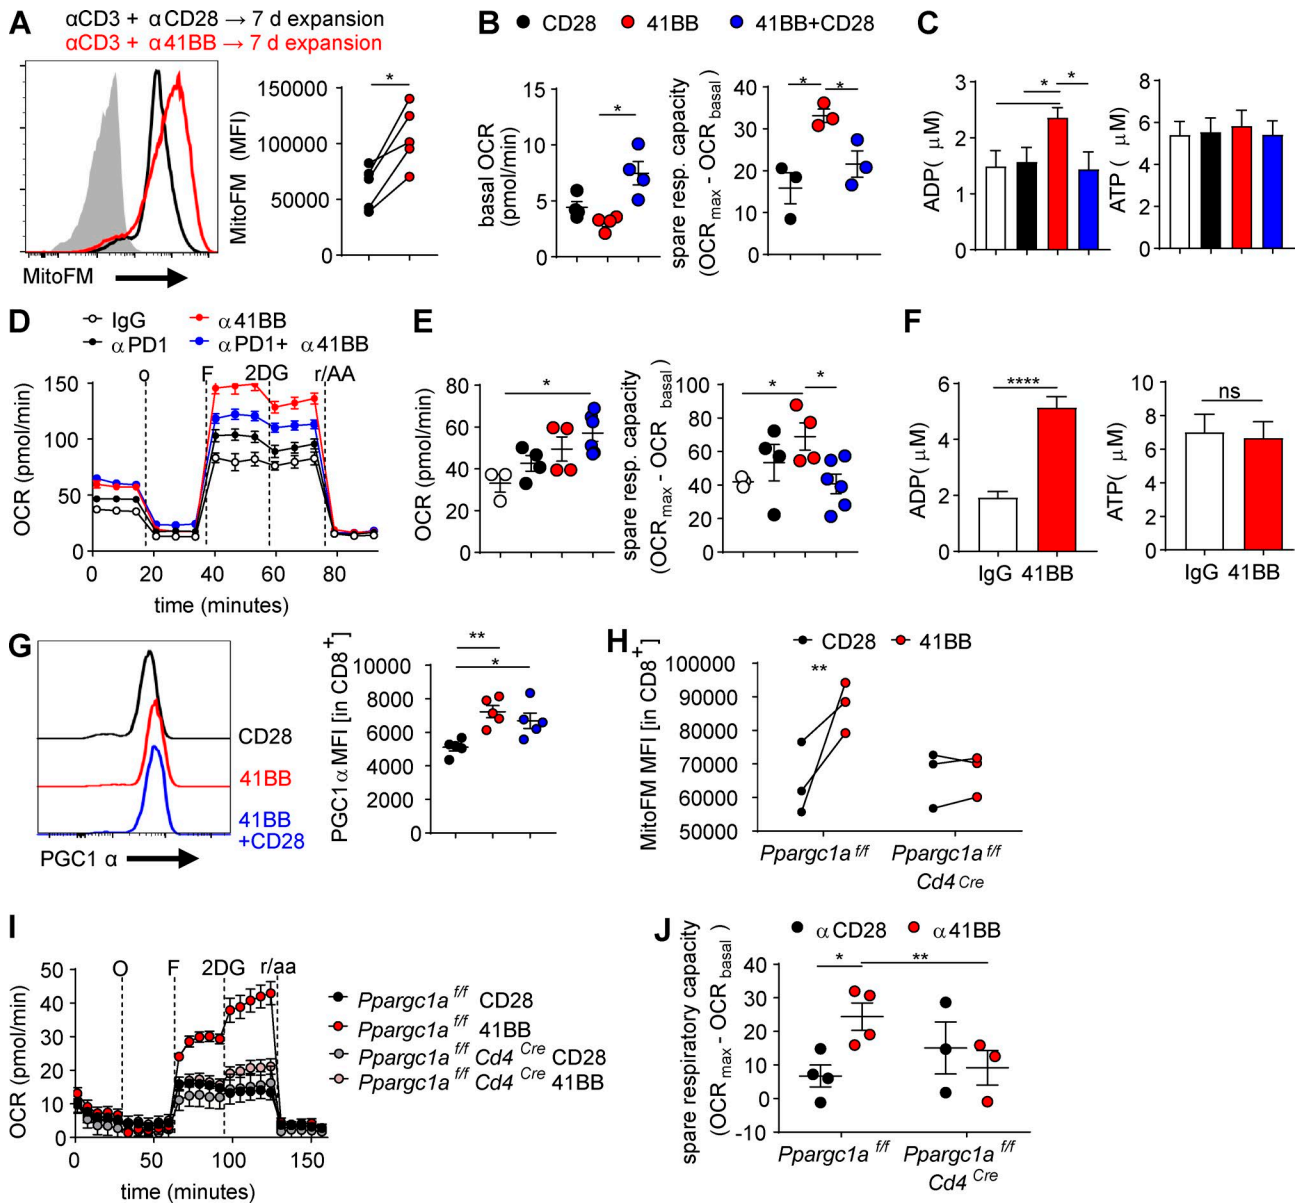 A
αCD3 + αCD28 → 7 d expansion
αCD3 + α41BB → 7 d expansion
MitoFM
MitoFM (MFI)
150000
100000
50000
0
*
B
CD28
41BB
41BB+CD28
basal OCR
(pmol/min)
15
10
5
0
*
spare resp. capacity
(OCRmax - OCRbasal)
40
30
20
10
0
* *
C
ADP( μM)
3
2
1
0
* *
ATP( μM)
8
6
4
2
0
D
IgG
α41BB
αPD1
αPD1+ α41BB
o F 2DG r/AA
OCR (pmol/min)
150
100
50
0
0 20 40 60 80
time (minutes)
E
OCR (pmol/min)
80
60
40
20
0
*
spare resp. capacity
(OCRmax - OCR basal)
100
80
60
40
20
0
* *
F
ADP( μM)
6
4
2
0
****
IgG 41BB
ATP( μM)
10
8
6
4
2
0
ns
IgG 41BB
G
CD28
41BB
41BB
+CD28
PGC1 α
PGC1αMFI [in CD8+]
10000
8000
6000
4000
2000
0
**
*
H
CD28
41BB
MitoFM MFI [in CD8+]
100000
90000
80000
70000
60000
50000
**
Ppargc1a f/f
Ppargc1a f/f
Cd4 Cre
I
O F 2DG r/aa
OCR (pmol/min)
50
40
30
20
10
0
0 50 100 150
time (minutes)
Ppargc1a f/f CD28
Ppargc1a f/f 41BB
Ppargc1a f/f Cd4 Cre CD28
Ppargc1a f/f Cd4 Cre 41BB
J
αCD28
α41BB
spare respiratory capacity
(OCRmax - OCRbasal)
40
30
20
10
0
-10
* **
Ppargc1a f/f
Ppargc1a f/f
Cd4 Cre